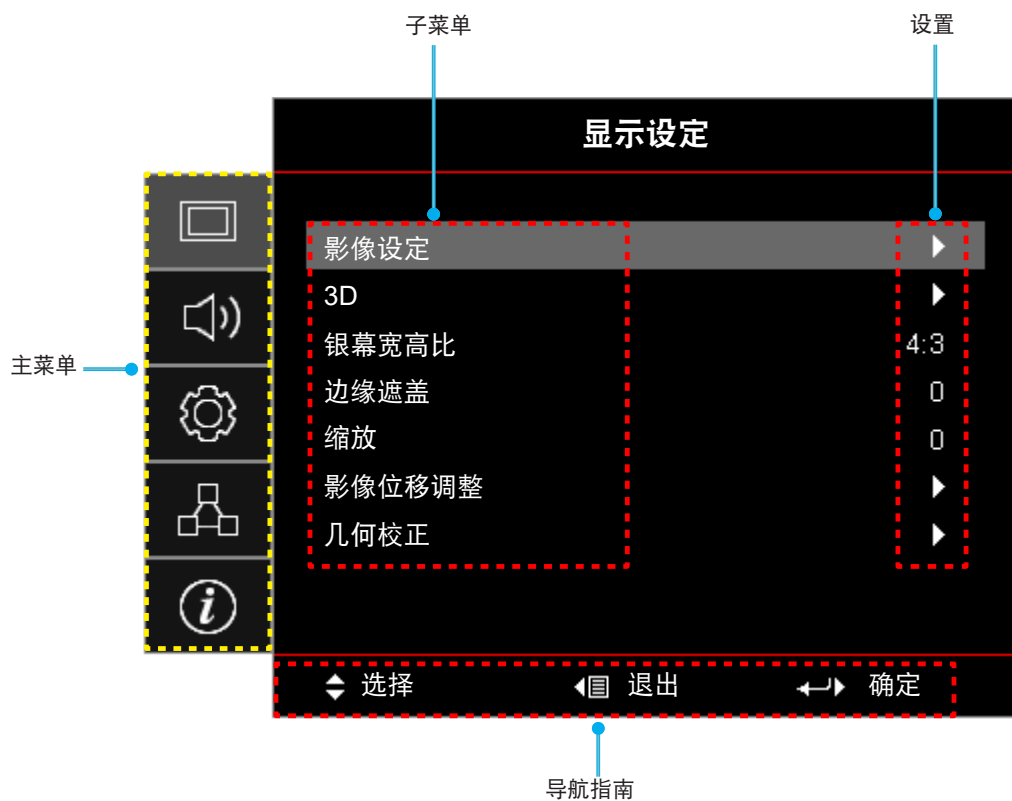 子菜单 设置
显示设定
影像设定
3D
银幕宽高比 4:3
主菜单
边缘遮盖 0
缩放 0
影像位移调整
几何校正
选择 退出 确定
导航指南